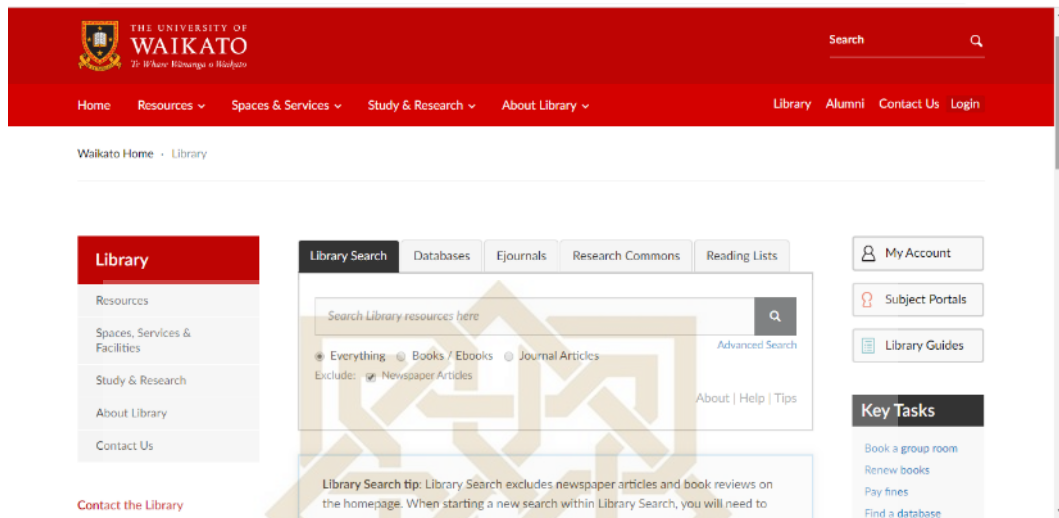 THE UNIVERSITY OF
WAIKATO
Te Whare Wānanga o Waikato
Search
Home Resources Spaces & Services Study & Research About Library Library Alumni Contact Us Login
Waikato Home · Library
Library
Resources
Spaces, Services &
Facilities
Study & Research
About Library
Contact Us
Contact the Library
Library Search Databases Ejournals Research Commons Reading Lists
Search Library resources here
Advanced Search
Everything Books / Ebooks Journal Articles
Exclude: Newspaper Articles
About | Help | Tips
Library Search tip: Library Search excludes newspaper articles and book reviews on
the homepage. When starting a new search within Library Search, you will need to
My Account
Subject Portals
Library Guides
Key Tasks
Book a group room
Renew books
Pay fines
Find a database